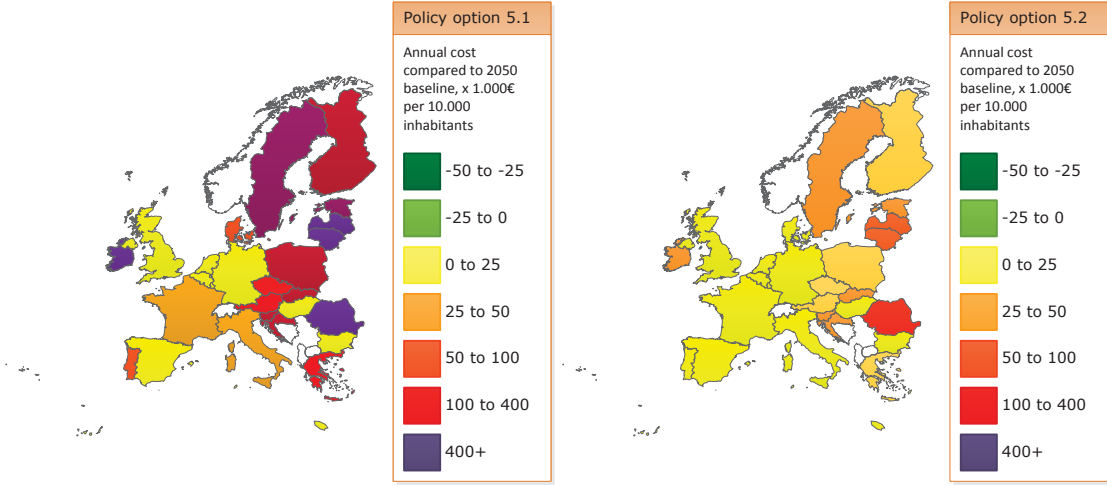 Policy option 5.1
Annual cost
compared to 2050
baseline, x 1.000€
per 10.000
inhabitants
-50 to -25
-25 to 0
0 to 25
25 to 50
50 to 100
100 to 400
400+
Policy option 5.2
Annual cost
compared to 2050
baseline, x 1.000€
per 10.000
inhabitants
-50 to -25
-25 to 0
0 to 25
25 to 50
50 to 100
100 to 400
400+